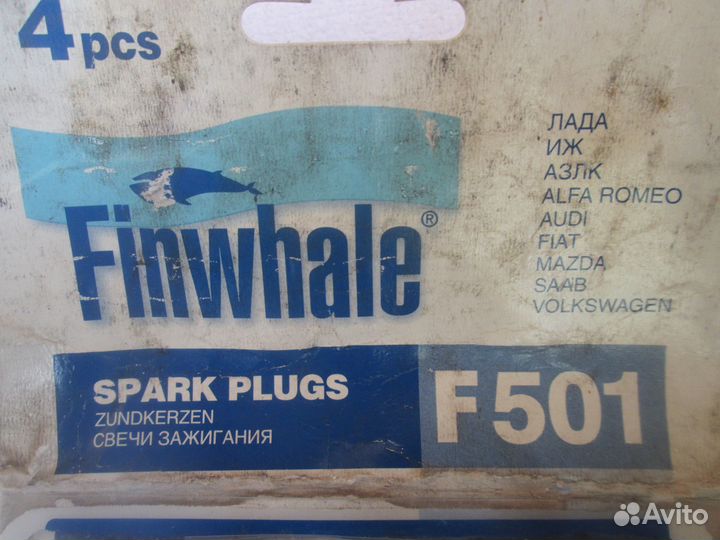 4 pcs
Finwhale®
ЛАДА
ИЖ
АЗЛК
ALFA ROMEO
AUDI
FIAT
MAZDA
SAAB
VOLKSWAGEN
SPARK PLUGS
ZUNDKERZEN
СВЕЧИ ЗАЖИГАНИЯ
F 501
Avito